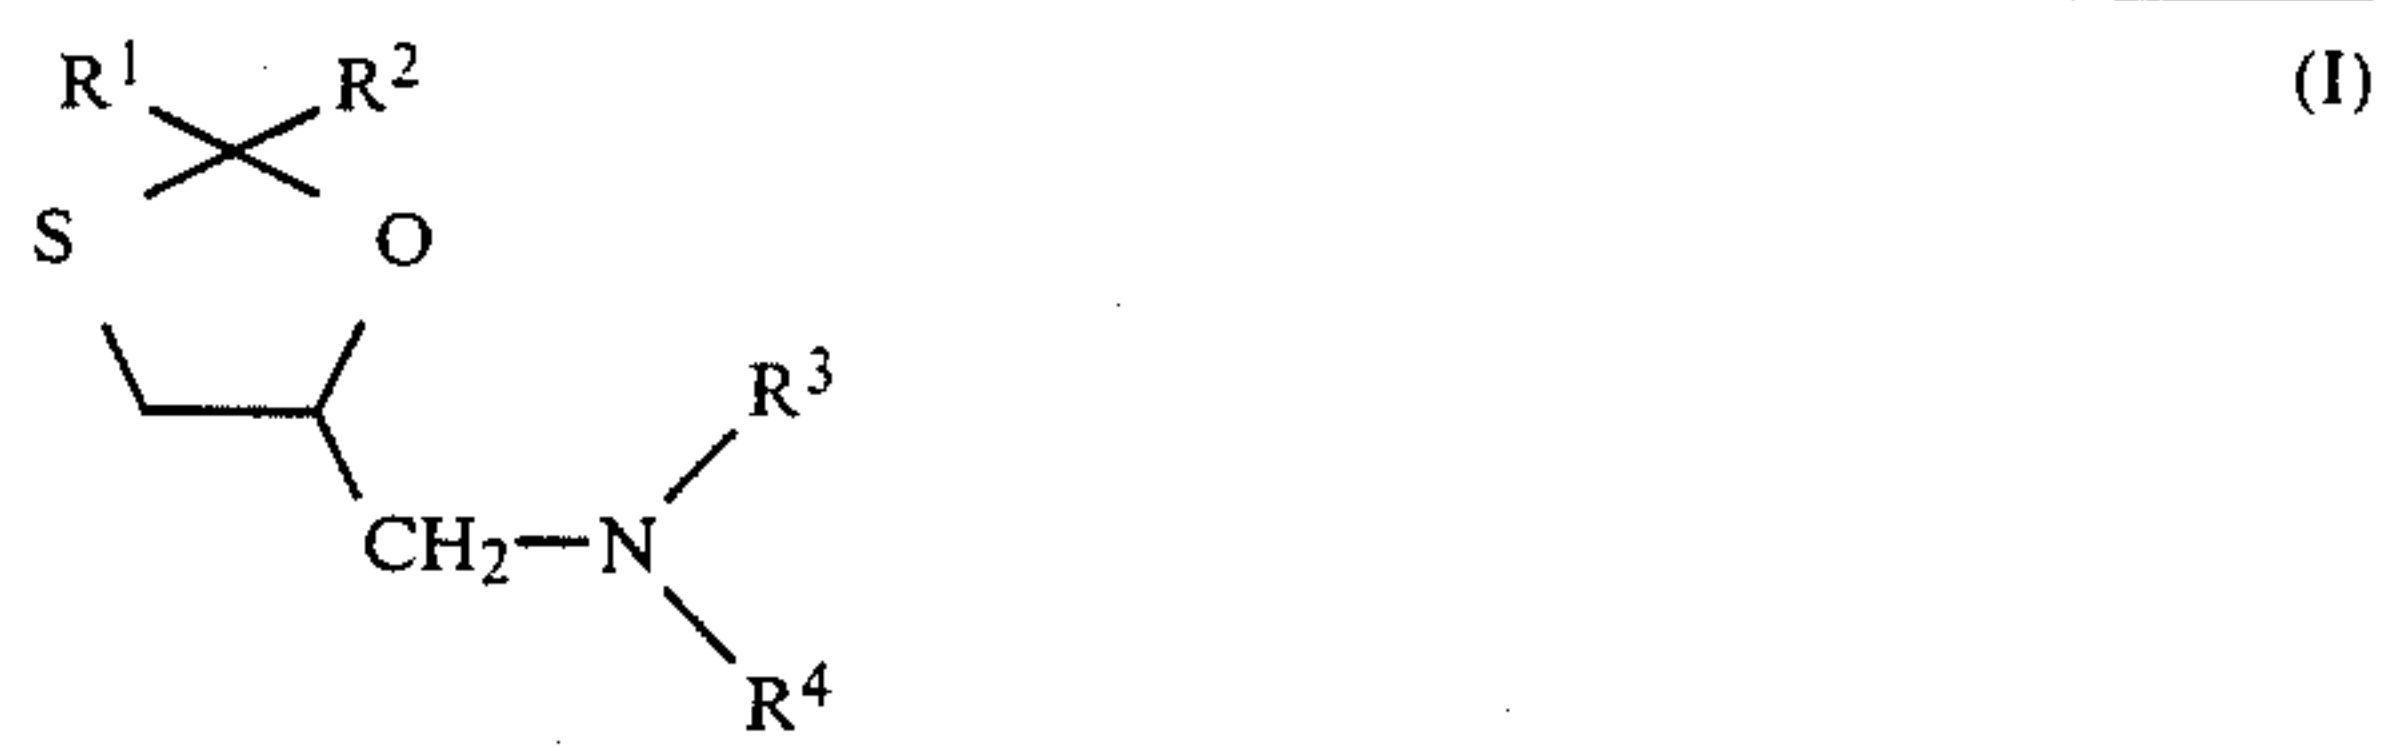 R¹ R² (I)
S O
R³
CH₂—N
R⁴